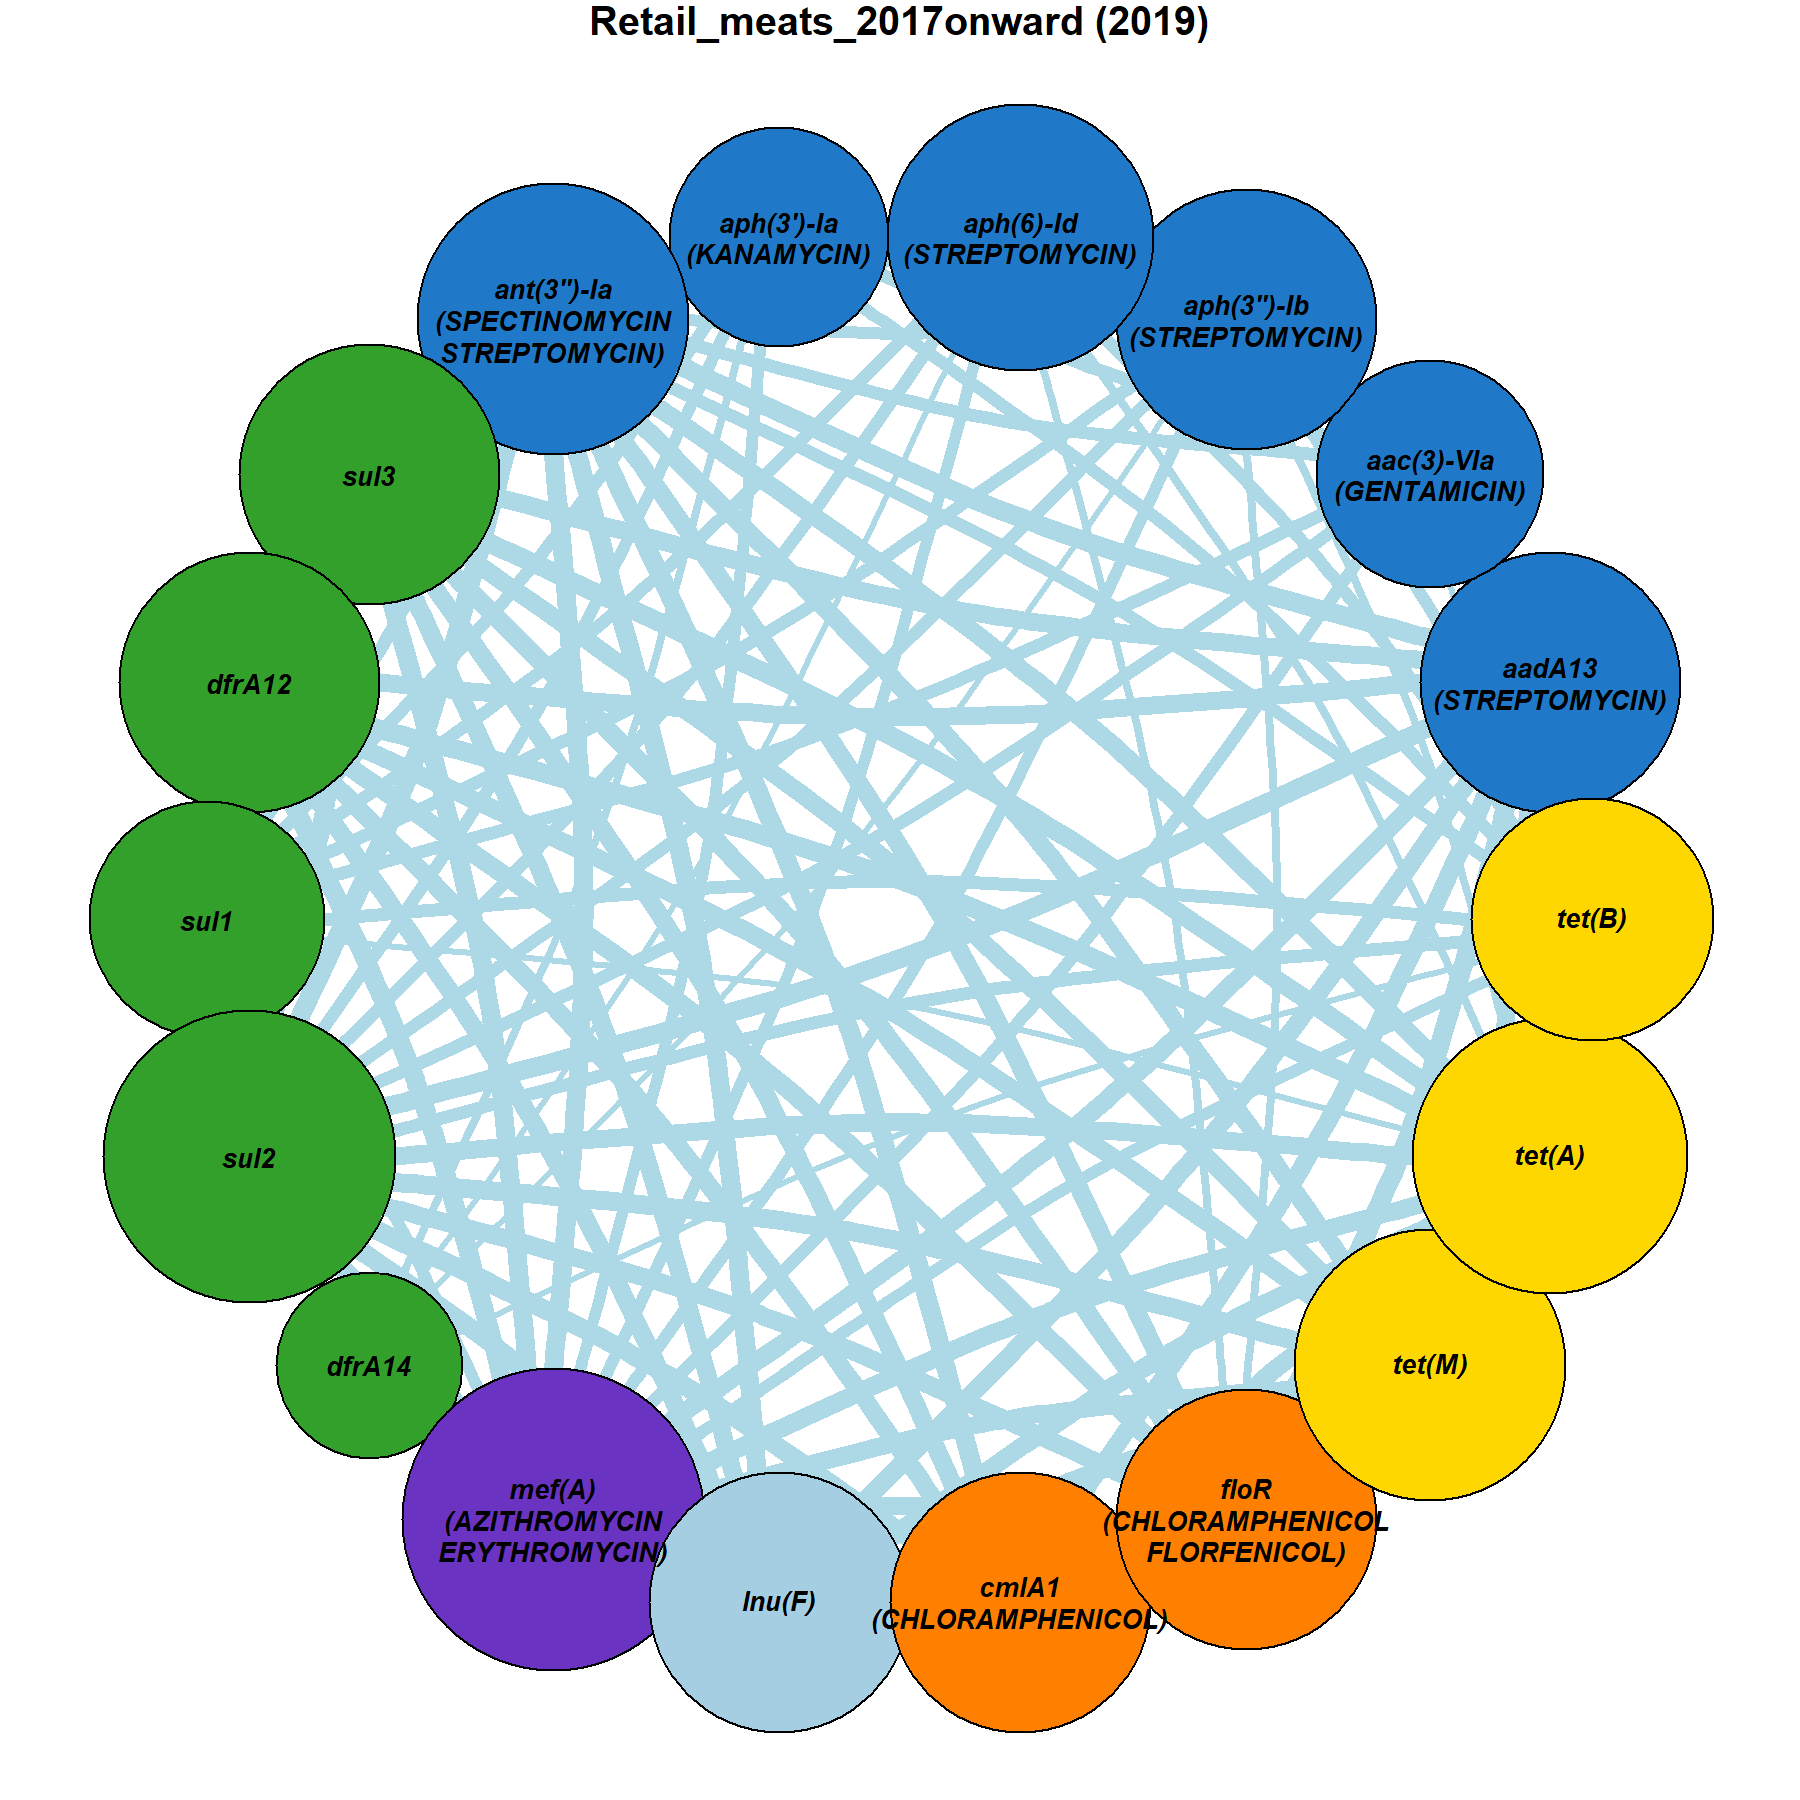 Retail_meats_2017onward (2019)
aph(3')-Ia
(KANAMYCIN)
aph(6)-Id
(STREPTOMYCIN)
ant(3")-Ia
(SPECTINOMYCIN
STREPTOMYCIN)
aph(3")-Ib
(STREPTOMYCIN)
sul3
aac(3)-VIa
(GENTAMICIN)
dfrA12
aadA13
(STREPTOMYCIN)
sul1
tet(B)
sul2
tet(A)
dfrA14
tet(M)
mef(A)
(AZITHROMYCIN
ERYTHROMYCIN)
floR
(CHLORAMPHENICOL
FLORFENICOL)
lnu(F)
cmlA1
(CHLORAMPHENICOL)